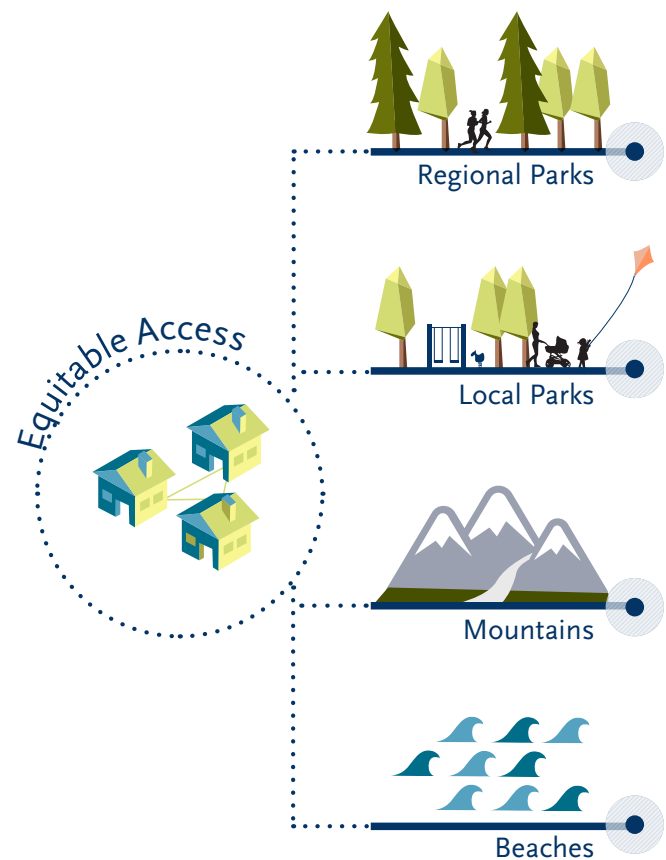 Regional Parks
Local Parks
Equitable Access
Mountains
Beaches